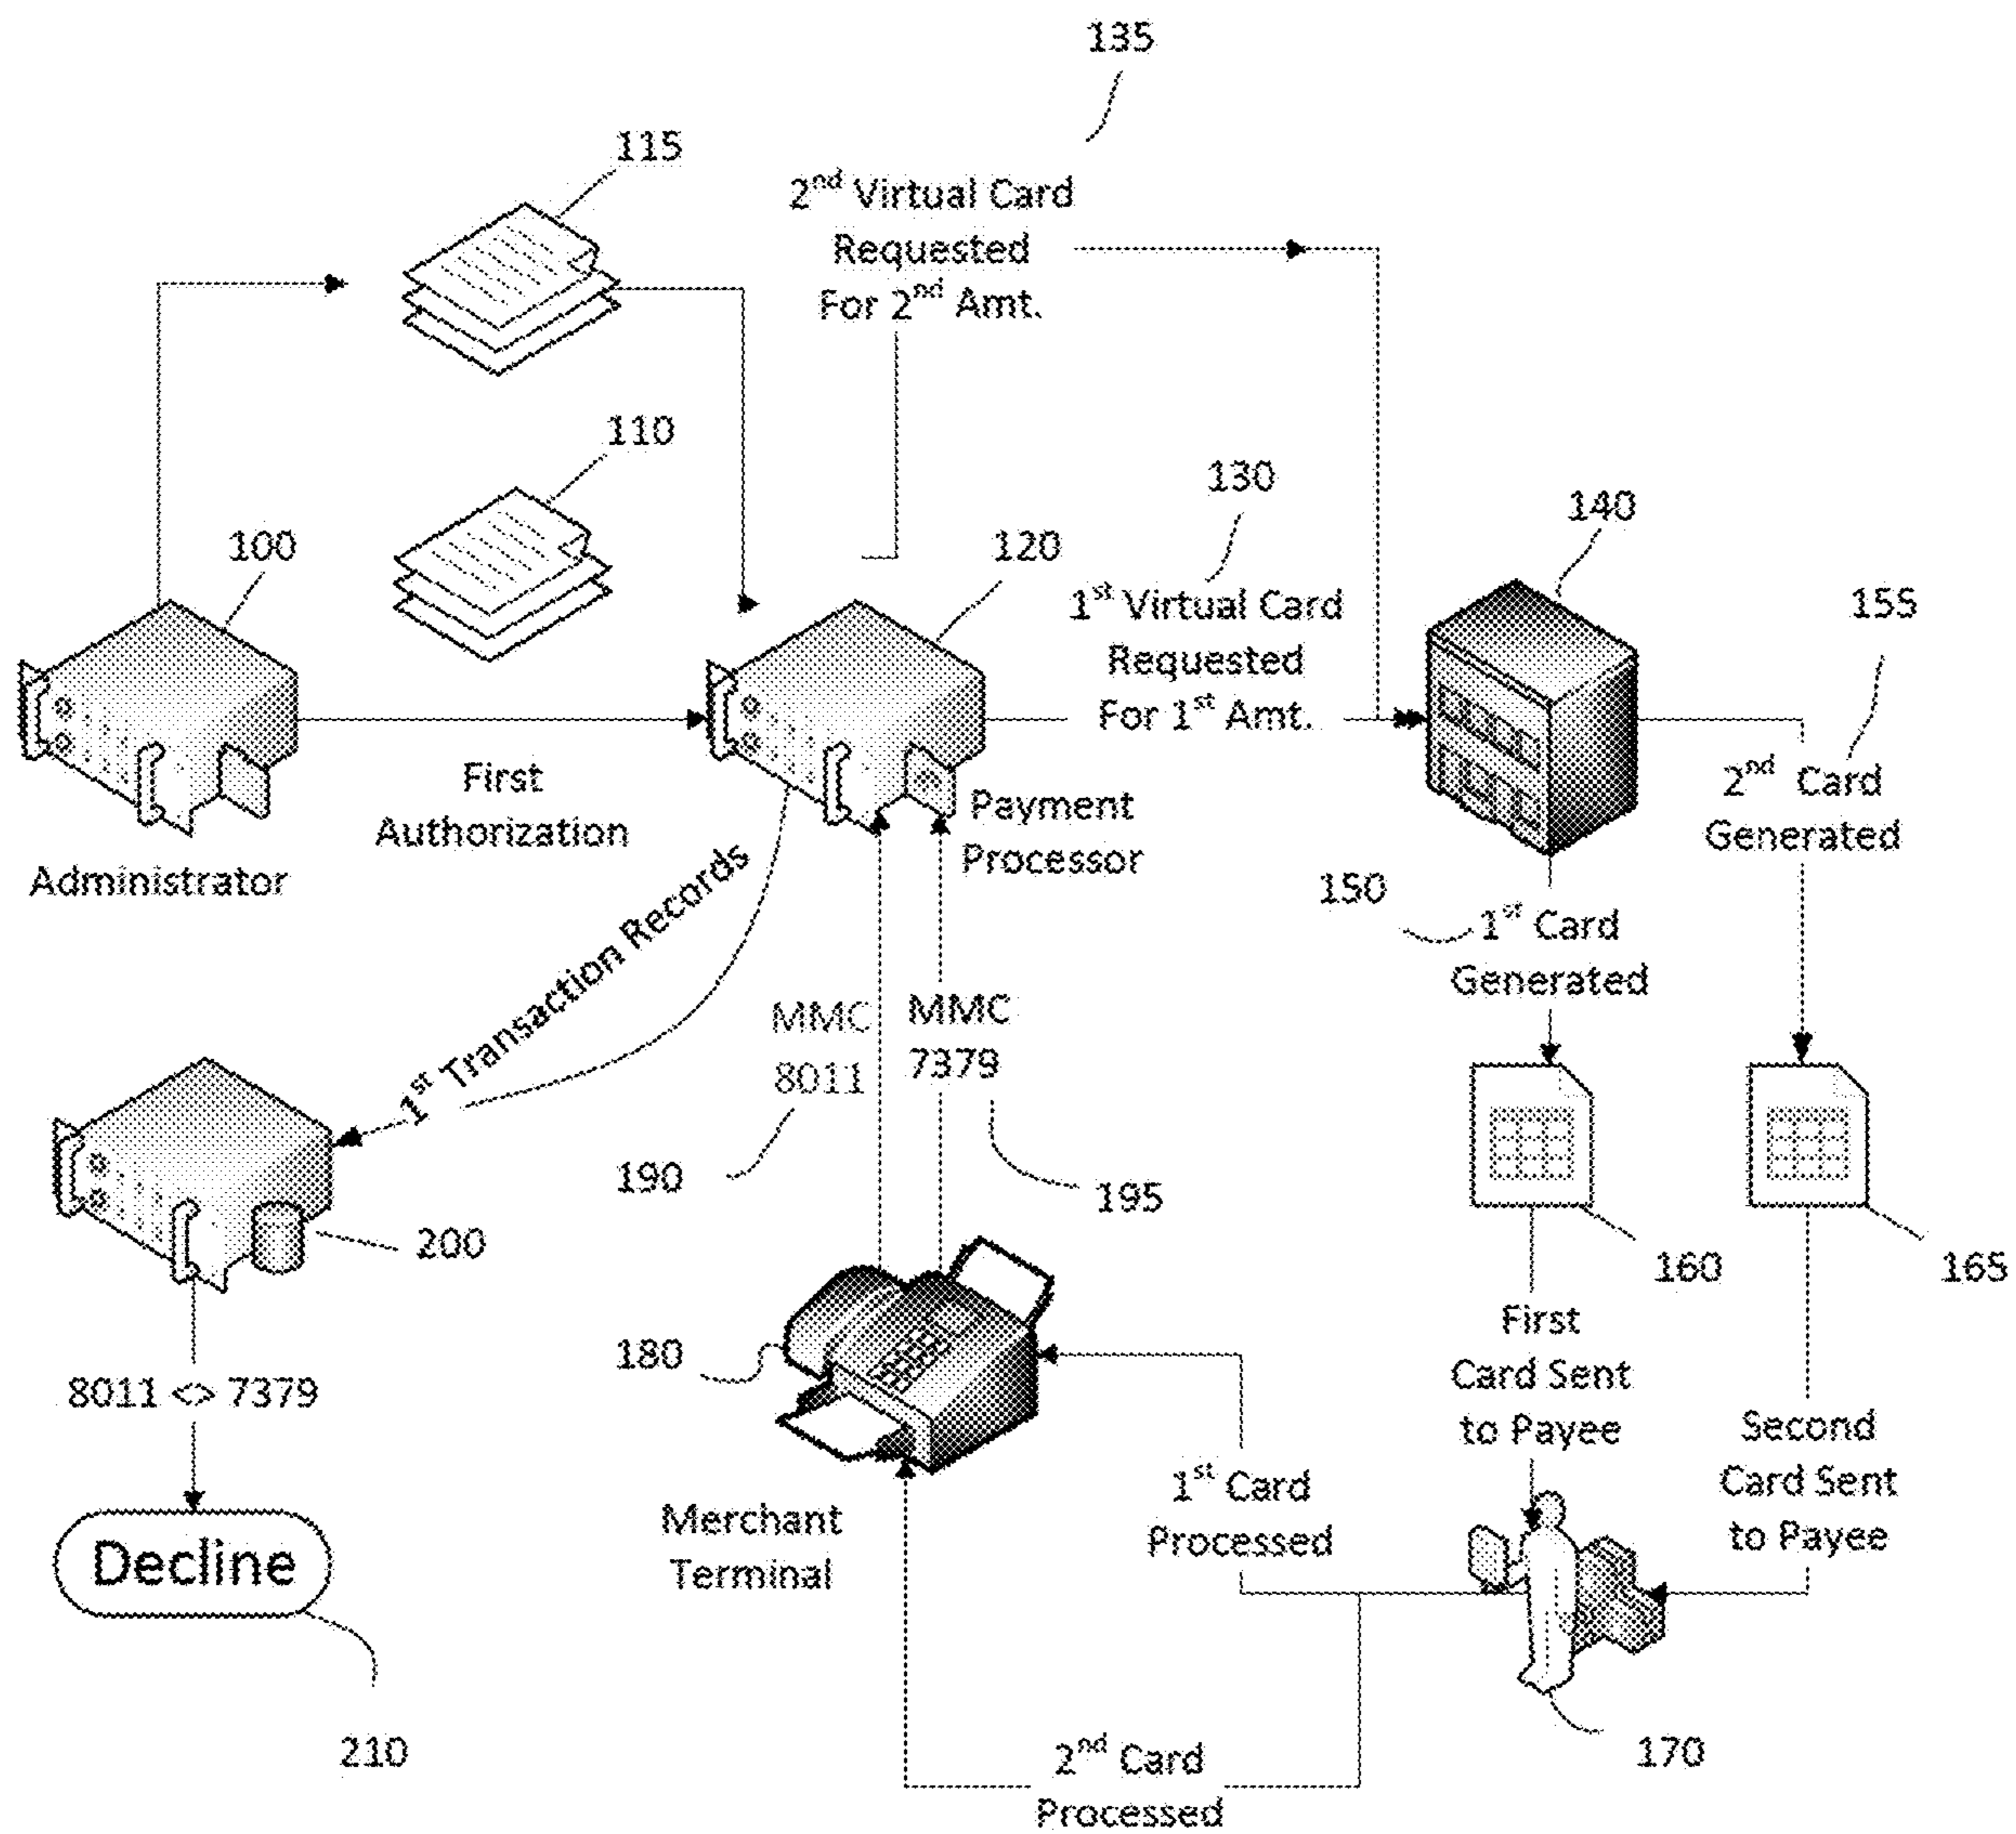 135
115
2nd Virtual Card
Requested
For 2nd Amt.
110
130
140
100
120
1st Virtual Card
Requested
For 1st Amt.
155
First
Authorization
Administrator
Payment
Processor
2nd Card
Generated
150
1st Card
Generated
1st Transaction Records
MMC
8011
MMC
7379
190
195
200
160
165
180
8011 <> 7379
First
Card Sent
to Payee
Second
Card Sent
to Payee
Merchant
Terminal
1st Card
Processed
Decline
210
170
2nd Card
Processed